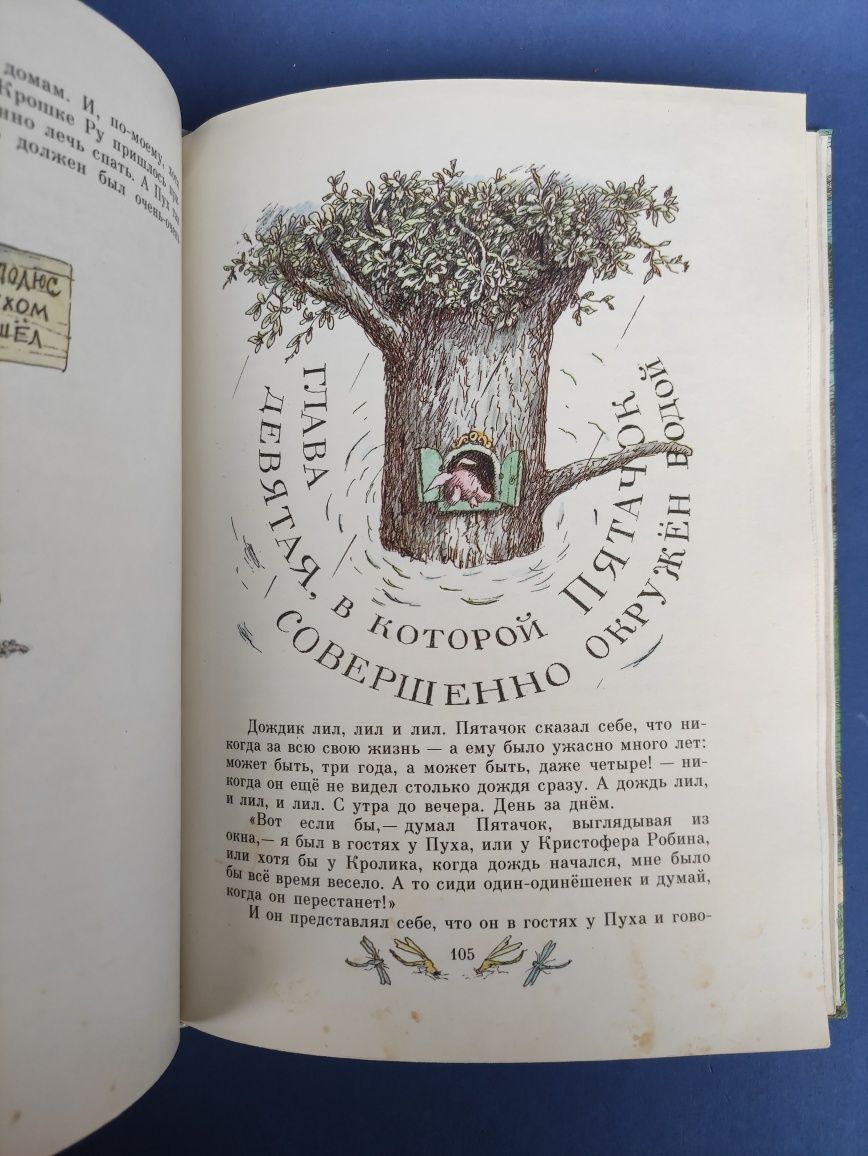 домам. И, по-моему,
Крошке Ру пришлось
лечь спать. А Пух
должен был
ПОЛЮС
ШЁЛ
ГЛАВА
ДЕВЯТАЯ, В КОТОРОЙ ПЯТАЧОК
СОВЕРШЕННО ОКРУЖЁН ВОДОЙ
Дождик лил, лил и лил. Пятачок сказал себе, что ни-
когда за всю свою жизнь — а ему было ужасно много лет:
может быть, три года, а может быть, даже четыре! — ни-
когда он ещё не видел столько дождя сразу. А дождь лил,
и лил, и лил. С утра до вечера. День за днём.
«Вот если бы,— думал Пятачок, выглядывая из
окна,— я был в гостях у Пуха, или у Кристофера Робина,
или хотя бы у Кролика, когда дождь начался, мне было
бы всё время весело. А то сиди один-одинёшенек и думай,
когда он перестанет!»
И он представлял себе, что он в гостях у Пуха и гово-
105